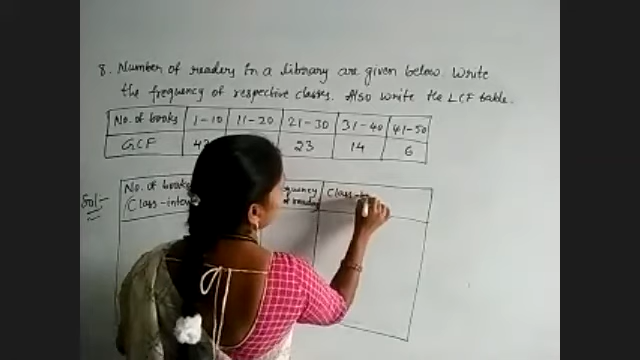 8. Number of readers in a library are given below. Write
the frequency of respective classes. Also write the LCF table.
No. of books 1-10 11-20 21-30 31-40 41-50
GCF 23 14 6
Sol:-
No. of books
/Class-inter
Class-